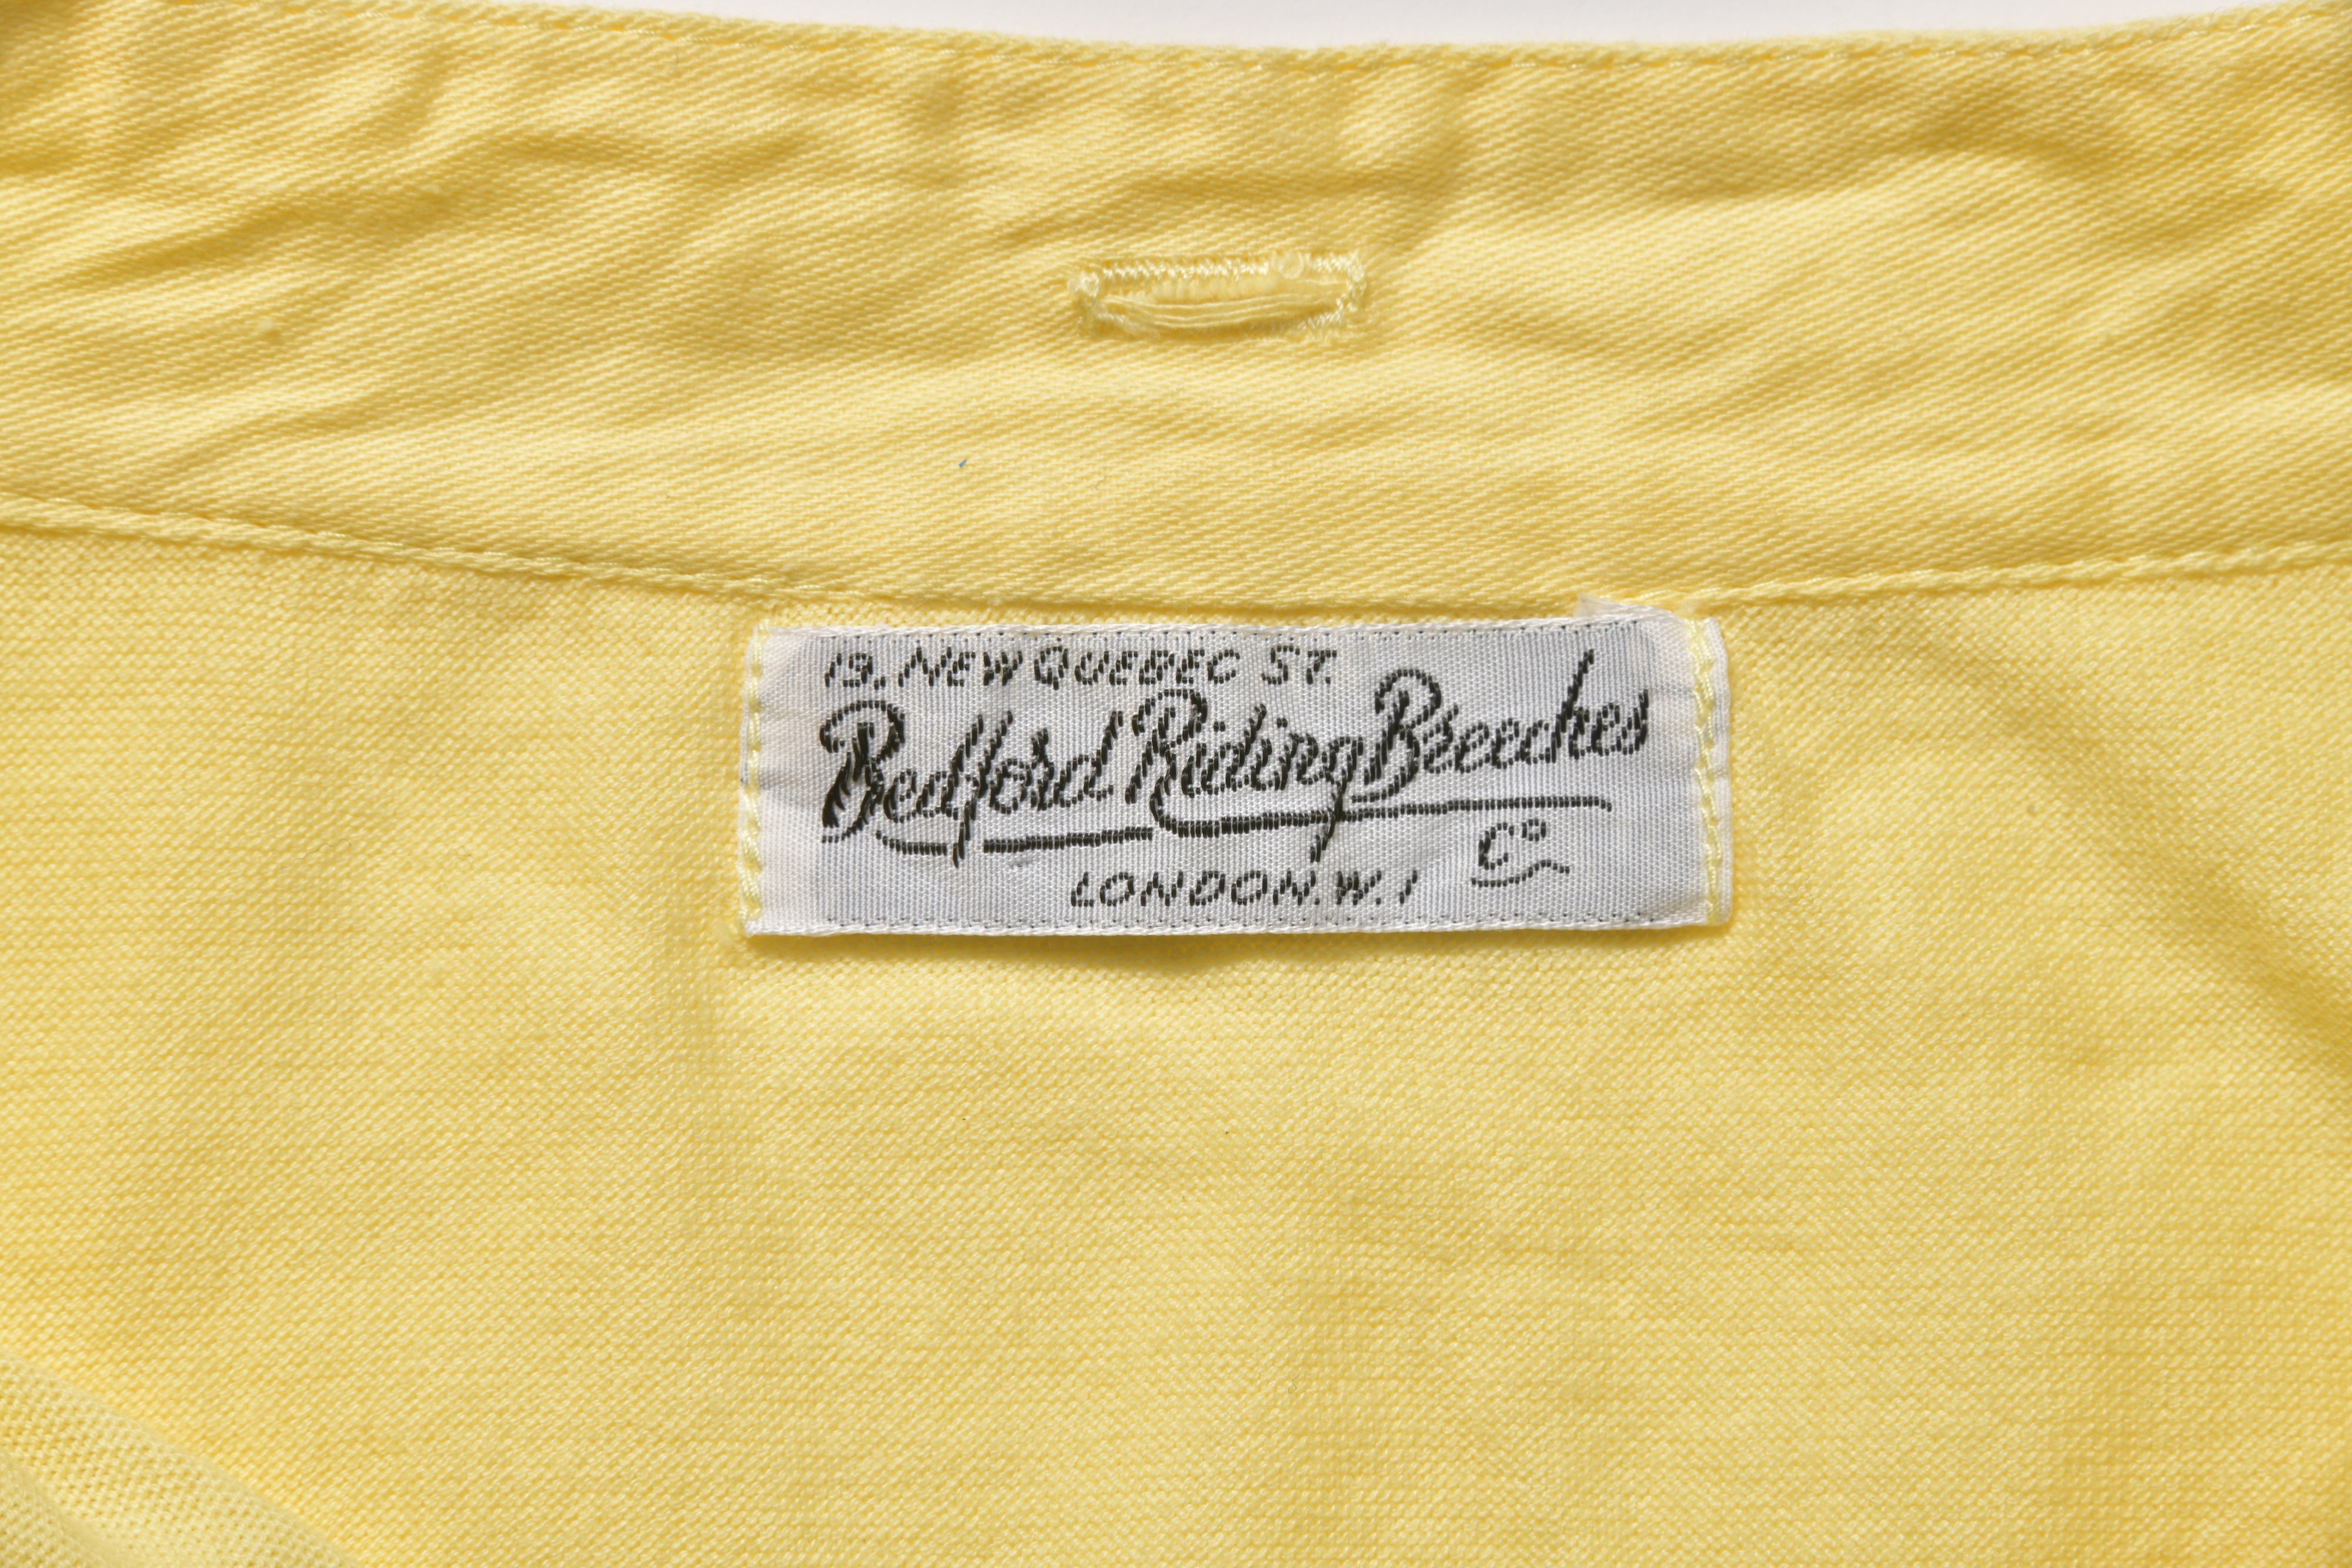 19. NEW QUEBEC ST.
Bedford Riding Breeches
Co
LONDON. W.1